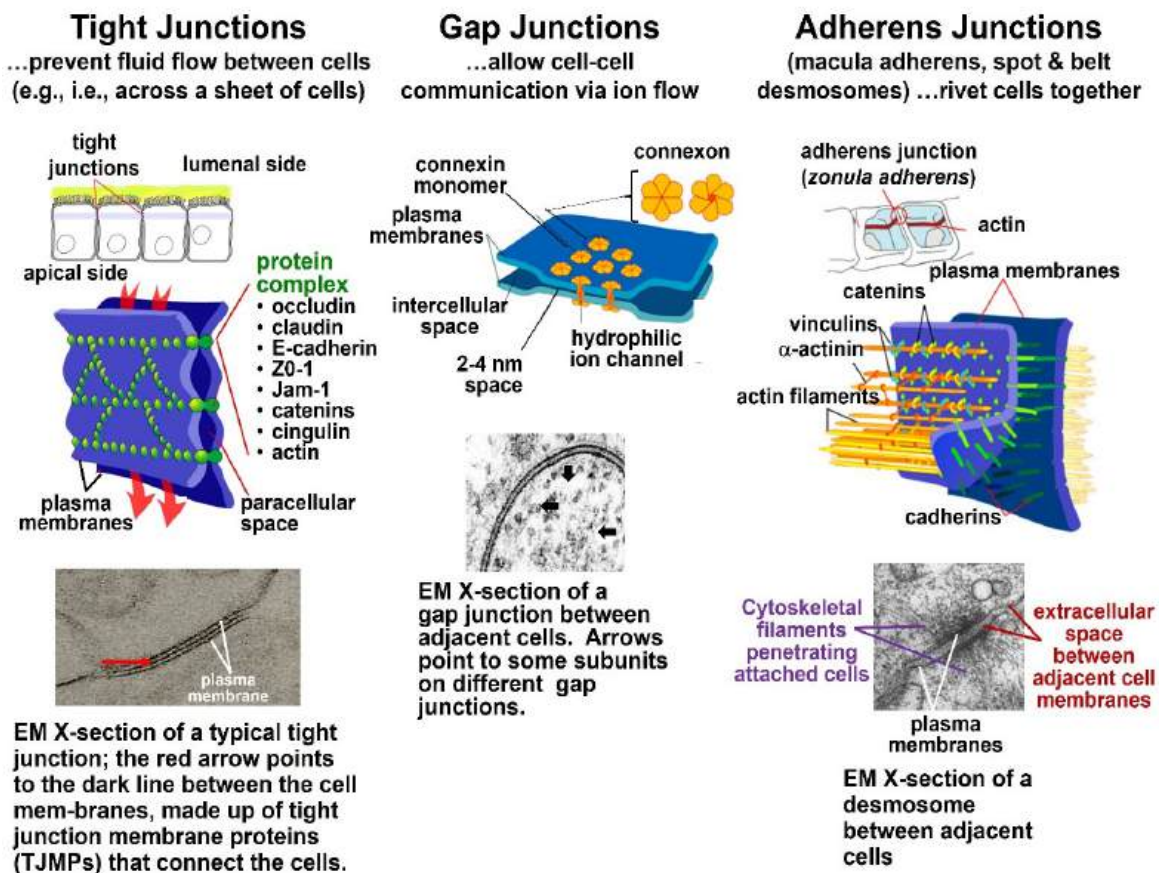 Tight Junctions
...prevent fluid flow between cells
(e.g., i.e., across a sheet of cells)
tight
junctions
lumenal side
apical side
protein
complex
• occludin
• claudin
• E-cadherin
• Z0-1
• Jam-1
• catenins
• cingulin
• actin
plasma
membranes
paracellular
space
plasma
membrane
EM X-section of a typical tight
junction; the red arrow points
to the dark line between the cell
mem-branes, made up of tight
junction membrane proteins
(TJMPs) that connect the cells.
Gap Junctions
...allow cell-cell
communication via ion flow
connexon
connexin
monomer
plasma
membranes
intercellular
space
2-4 nm
space
hydrophilic
ion channel
EM X-section of a
gap junction between
adjacent cells. Arrows
point to some subunits
on different gap
junctions.
Adherens Junctions
(macula adherens, spot & belt
desmosomes) ...rivet cells together
adherens junction
(zonula adherens)
actin
plasma membranes
catenins
vinculins
α-actinin
actin filaments
cadherins
Cytoskeletal
filaments
penetrating
attached cells
extracellular
space
between
adjacent cell
membranes
plasma
membranes
EM X-section of a
desmosome
between adjacent
cells